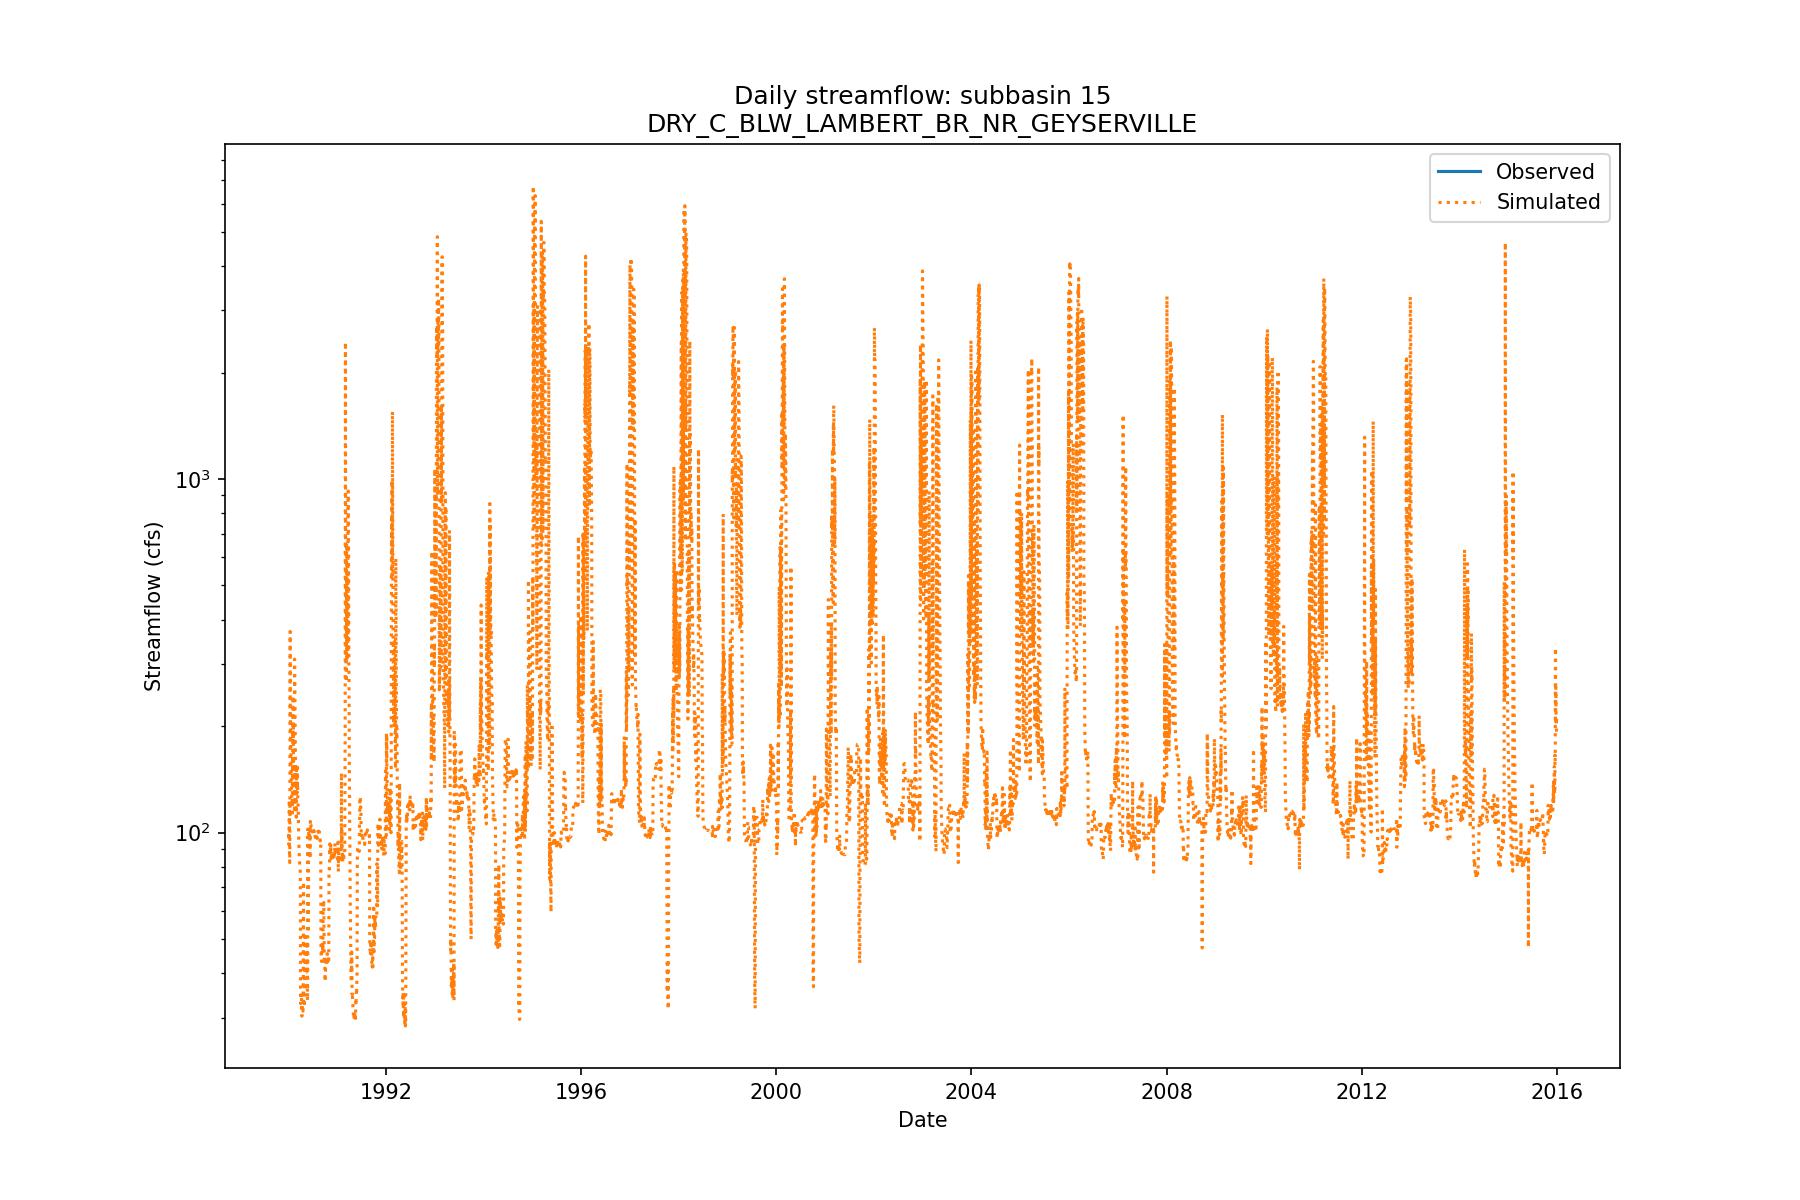 Daily streamflow: subbasin 15
DRY_C_BLW_LAMBERT_BR_NR_GEYSERVILLE
Observed
Simulated
10³
10²
Streamflow (cfs)
1992 1996 2000 2004 2008 2012 2016
Date